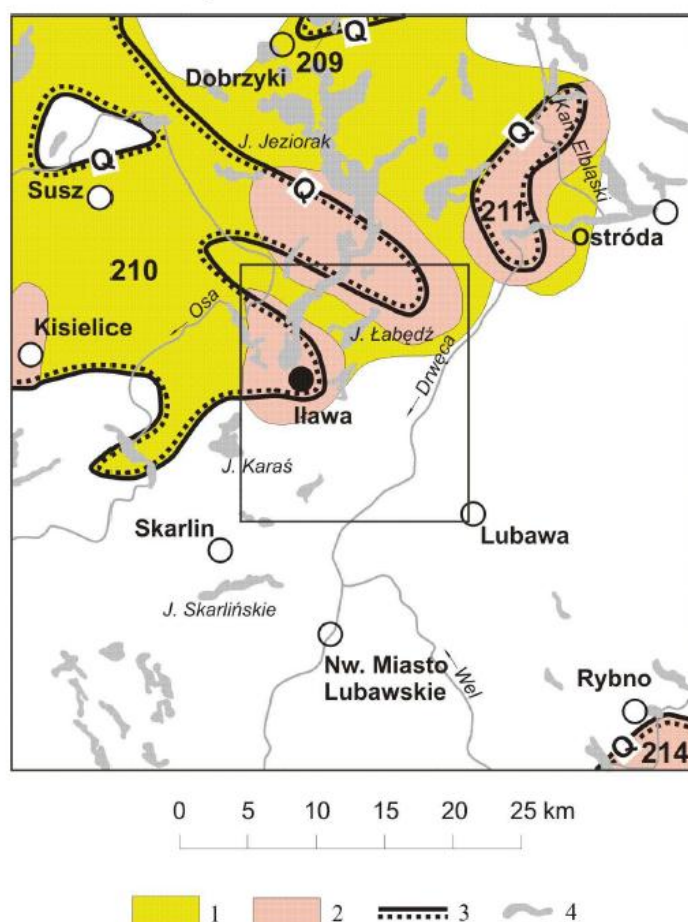 Q
209
Dobrzyki
J. Jeziorak
Kan. Elbląski
Q
Q
Susz
Q
211
Ostróda
210
Osa
Kisielice
J. Łabędź
Drwęca
Iława
J. Karaś
Skarlin
Lubawa
J. Skarlińskie
Nw. Miasto
Lubawskie
Wel
Rybno
Q
214
0 5 10 15 20 25 km
1 2 3 4